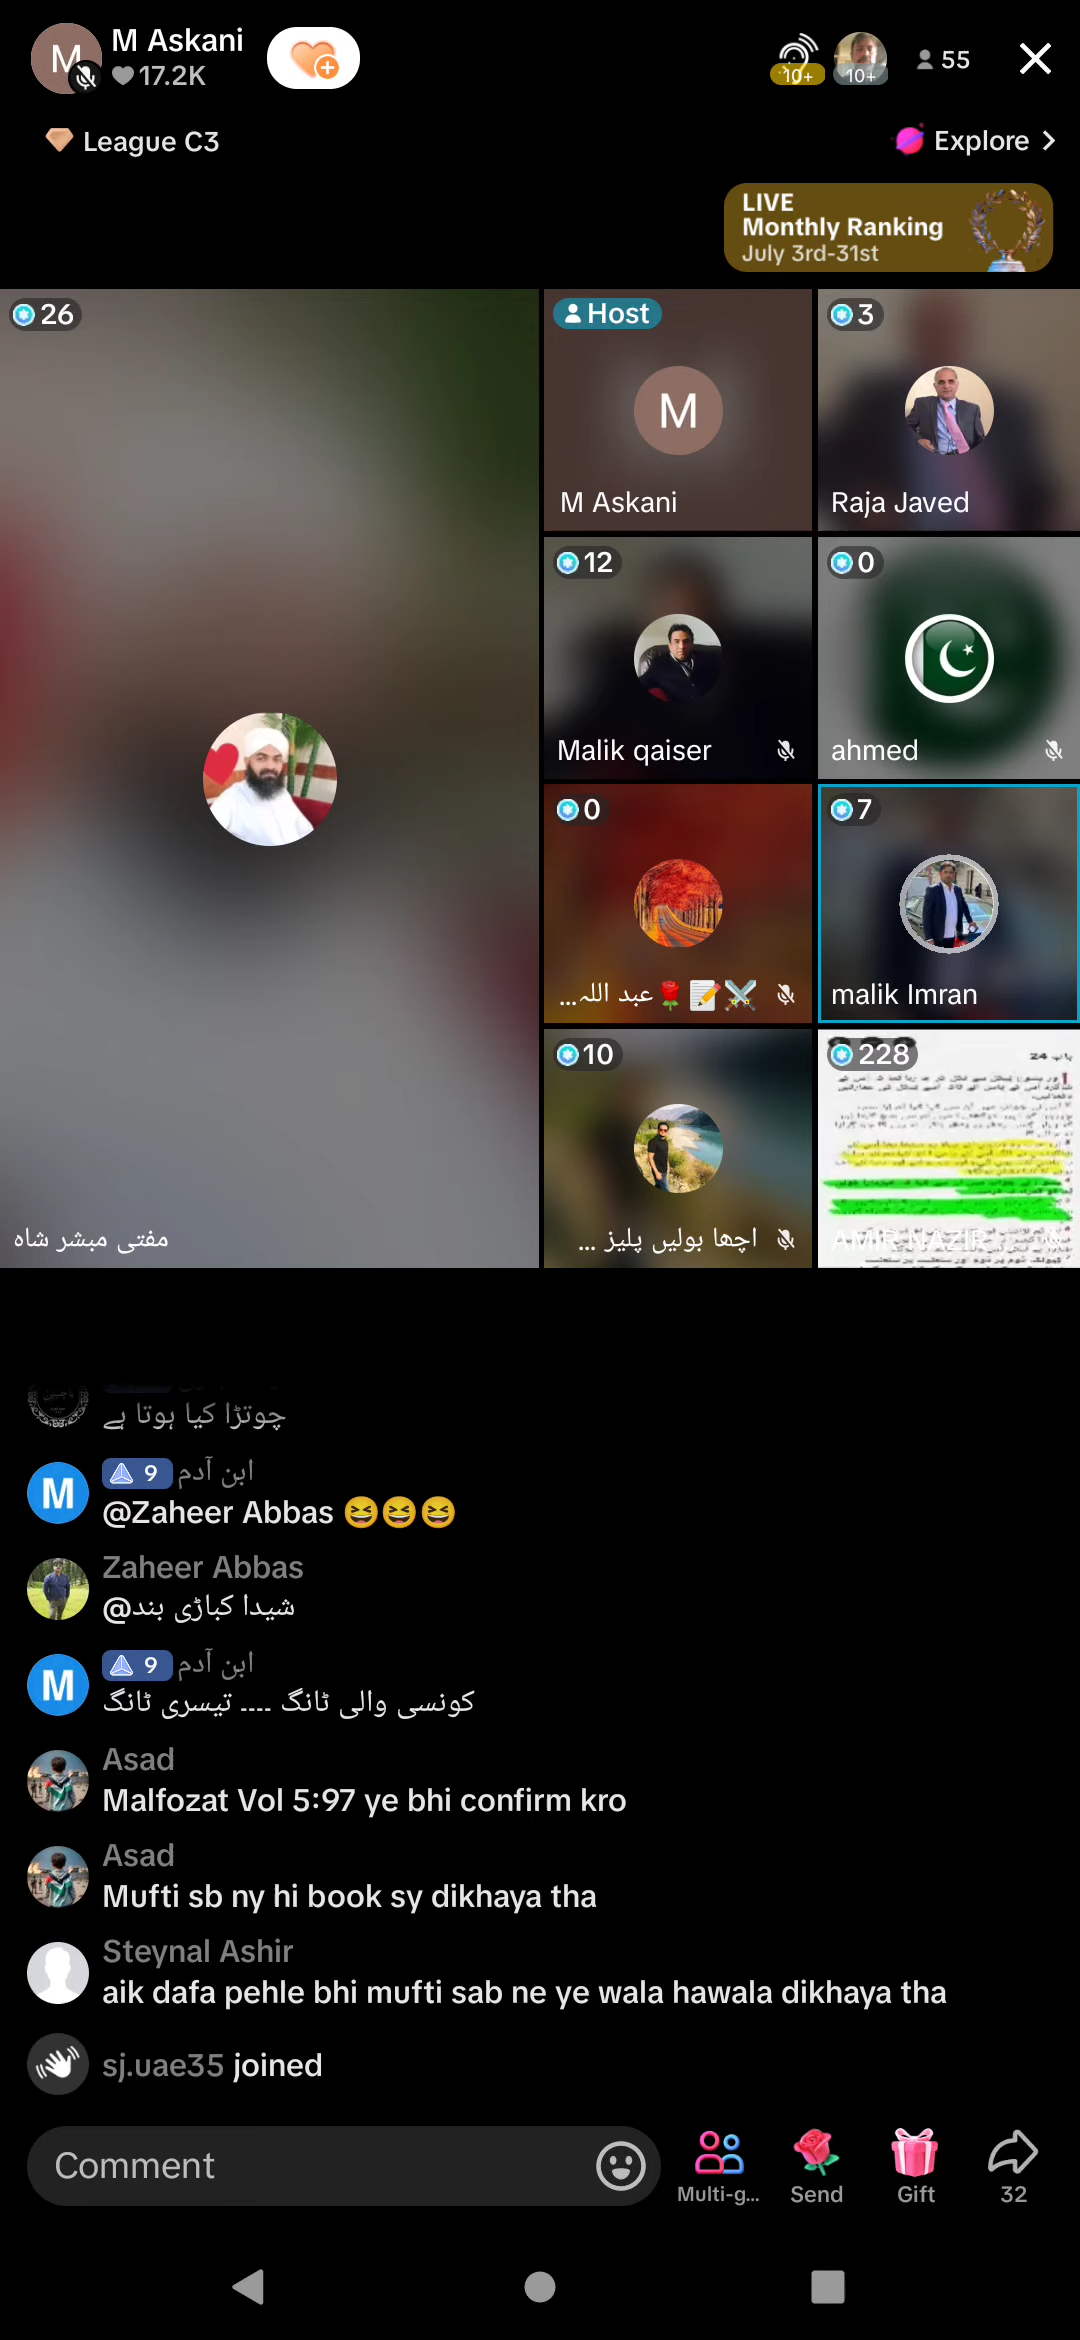 M
M Askani
17.2K
10+
10+
55
League C3
Explore
LIVE
Monthly Ranking
July 3rd-31st
26
مفتی مبشر شاہ
Host
M
M Askani
3
Raja Javed
12
Malik qaiser
0
ahmed
0
عبد اللہ...
7
malik Imran
10
اچھا بولیں پلیز ...
228
باب 24
AMIR NAZIR
چوتڑا کیا ہوتا ہے
M
9 ابن آدم
@Zaheer Abbas 😆😆😆
Zaheer Abbas
@شیدا کباڑی بند
M
9 ابن آدم
کونسی والی ٹانگ ---- تیسری ٹانگ
Asad
Malfozat Vol 5:97 ye bhi confirm kro
Asad
Mufti sb ny hi book sy dikhaya tha
Steynal Ashir
aik dafa pehle bhi mufti sab ne ye wala hawala dikhaya tha
sj.uae35 joined
Comment
Multi-g...
Send
Gift
32